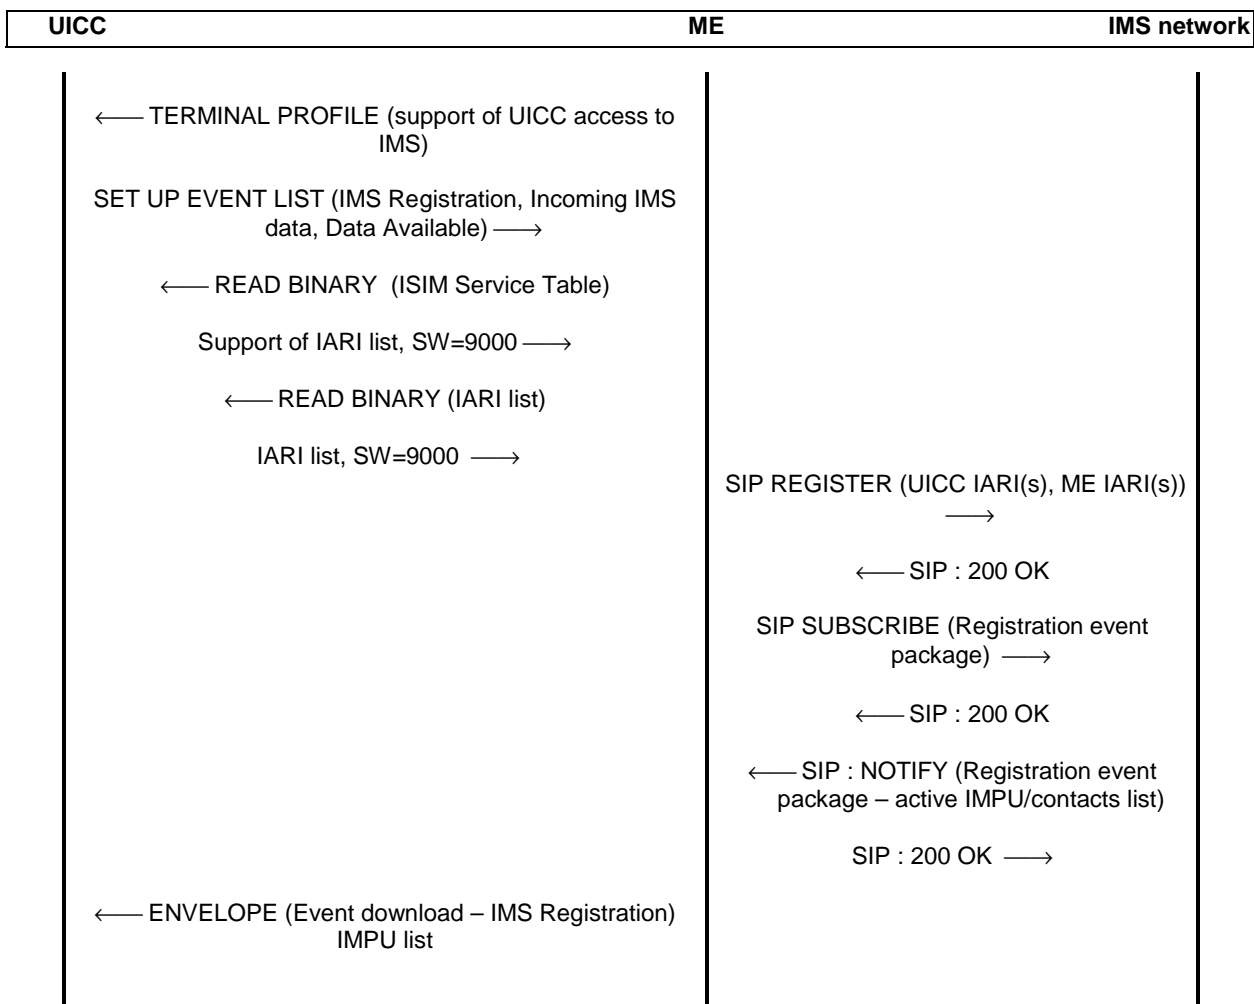 UICC ME IMS network
← TERMINAL PROFILE (support of UICC access to
IMS)
SET UP EVENT LIST (IMS Registration, Incoming IMS
data, Data Available) →
← READ BINARY (ISIM Service Table)
Support of IARI list, SW=9000 →
← READ BINARY (IARI list)
IARI list, SW=9000 →
SIP REGISTER (UICC IARI(s), ME IARI(s))
→
← SIP : 200 OK
SIP SUBSCRIBE (Registration event
package) →
← SIP : 200 OK
← SIP : NOTIFY (Registration event
package – active IMPU/contacts list)
SIP : 200 OK →
← ENVELOPE (Event download – IMS Registration)
IMPU list